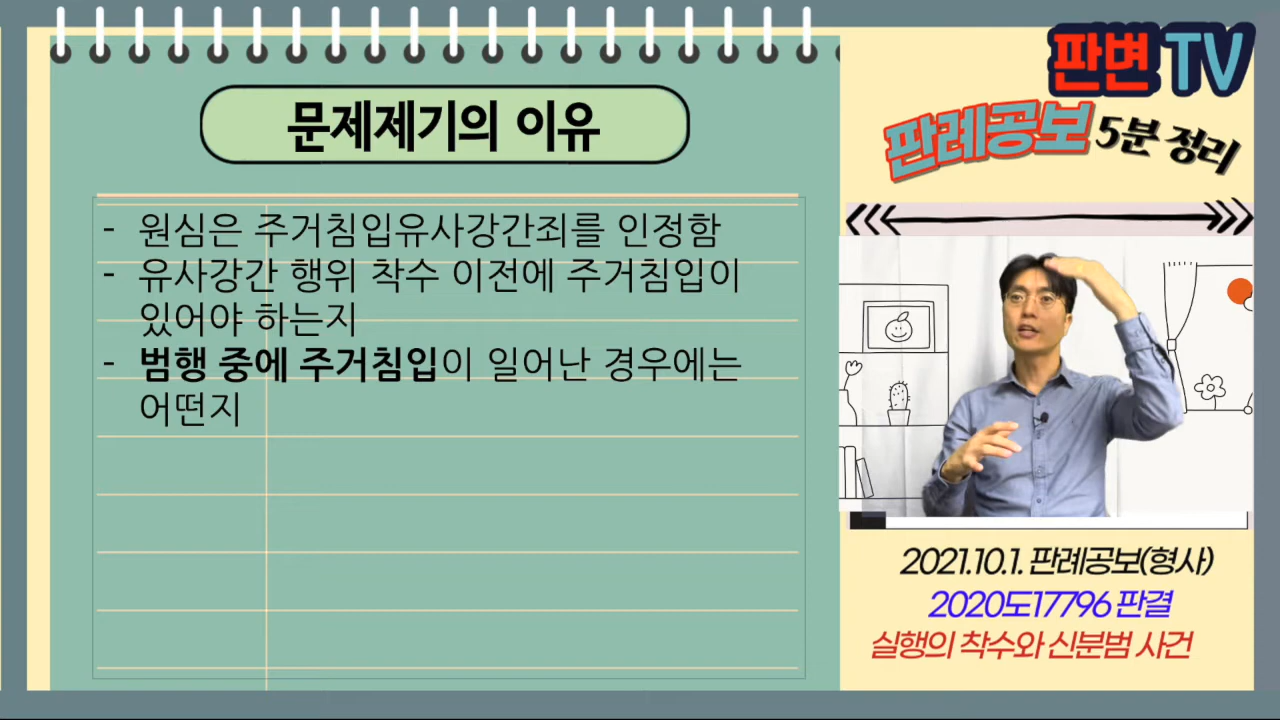 문제제기의 이유
- 원심은 주거침입유사강간죄를 인정함
- 유사강간 행위 착수 이전에 주거침입이
있어야 하는지
- 범행 중에 주거침입이 일어난 경우에는
어떤지
판변 TV
판례공보 5분 정리
2021.10.1. 판례공보(형사)
2020도17796 판결
실행의 착수와 신분범 사건